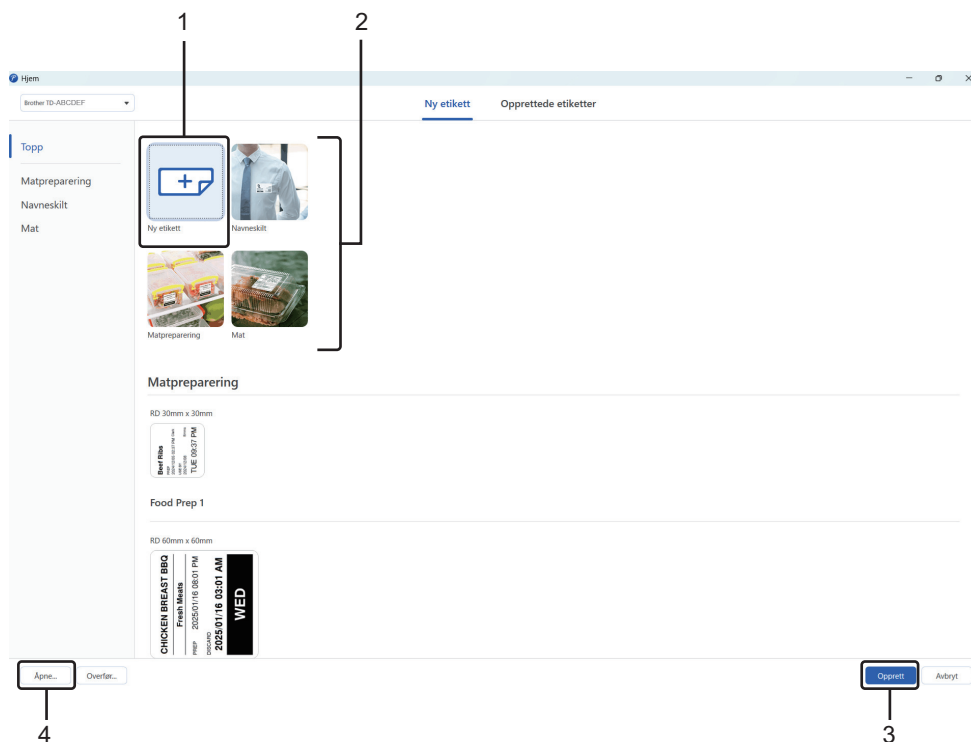 1 2
Hjem
Brother TD-ABCDEF
Ny etikett Opprettede etiketter
Topp
Matpreparering
Navneskilt
Mat
Ny etikett Navneskilt
Matpreparering Mat
Matpreparering
RD 30mm x 30mm
Beef Ribs
TUE 09:37 PM
Food Prep 1
RD 60mm x 60mm
CHICKEN BREAST BBQ
Fresh Meats
PREP 2025/01/16 08:01 PM
DISCARD
2025/01/16 03:01 AM
WED
Åpne... Overfør... Opprett Avbryt
4 3